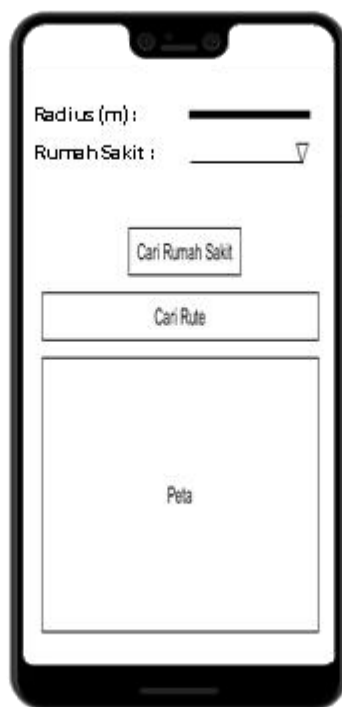 Radius (m) :
Rumah Sakit :
Cari Rumah Sakit
Cari Rute
Peta